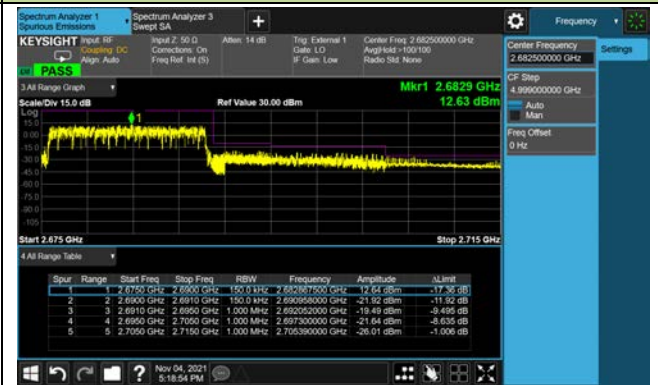 Spectrum Analyzer 1
Spurious Emissions
Spectrum Analyzer 3
Swept SA
Frequency
KEYSIGHT
Input: RF
Coupling: DC
Align: Auto
Input Z: 50 Ω
Corrections: On
Freq Ref: Int (S)
Atten: 14 dB
Trig: External 1
Gate: LO
IF Gain: Low
Center Freq: 2.682500000 GHz
Avg|Hold:>100/100
Radio Std: None
PASS
Center Frequency
2.682500000 GHz
Settings
CF Step
4.999000000 GHz
Auto
Man
Freq Offset
0 Hz
3 All Range Graph
Mkr1 2.6829 GHz
Scale/Div 15.0 dB
Ref Value 30.00 dBm
12.63 dBm
Log
15.0
0.00
-15.0
-30.0
-45.0
-60.0
-75.0
-90.0
-105
1
Start 2.675 GHz
Stop 2.715 GHz
4 All Range Table
Spur Range Start Freq Stop Freq RBW Frequency Amplitude ΔLimit
1 1 2.6750 GHz 2.6900 GHz 150.0 kHz 2.682867500 GHz 12.64 dBm -17.36 dB
2 2 2.6900 GHz 2.6910 GHz 150.0 kHz 2.690958000 GHz -21.92 dBm -11.92 dB
3 3 2.6910 GHz 2.6950 GHz 1.000 MHz 2.692052000 GHz -19.49 dBm -9.495 dB
4 4 2.6950 GHz 2.7050 GHz 1.000 MHz 2.697300000 GHz -21.64 dBm -8.635 dB
5 5 2.7050 GHz 2.7150 GHz 1.000 MHz 2.705390000 GHz -26.01 dBm -1.006 dB
Nov 04, 2021
5:18:54 PM